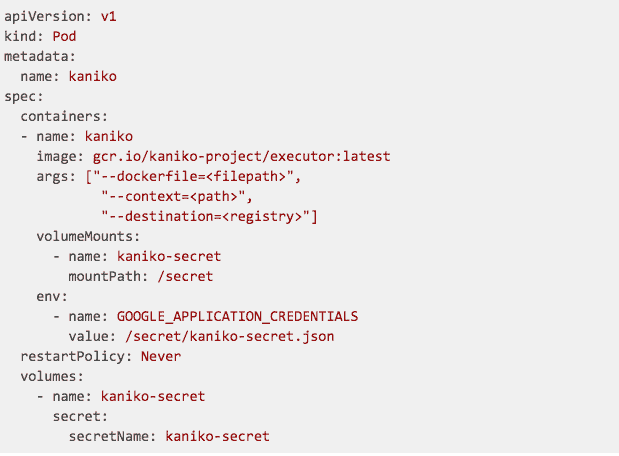 apiVersion: v1
kind: Pod
metadata:
  name: kaniko
spec:
  containers:
  - name: kaniko
    image: gcr.io/kaniko-project/executor:latest
    args: ["--dockerfile=<filepath>",
            "--context=<path>",
            "--destination=<registry>"]
    volumeMounts:
      - name: kaniko-secret
        mountPath: /secret
    env:
      - name: GOOGLE_APPLICATION_CREDENTIALS
        value: /secret/kaniko-secret.json
  restartPolicy: Never
  volumes:
    - name: kaniko-secret
      secret:
        secretName: kaniko-secret